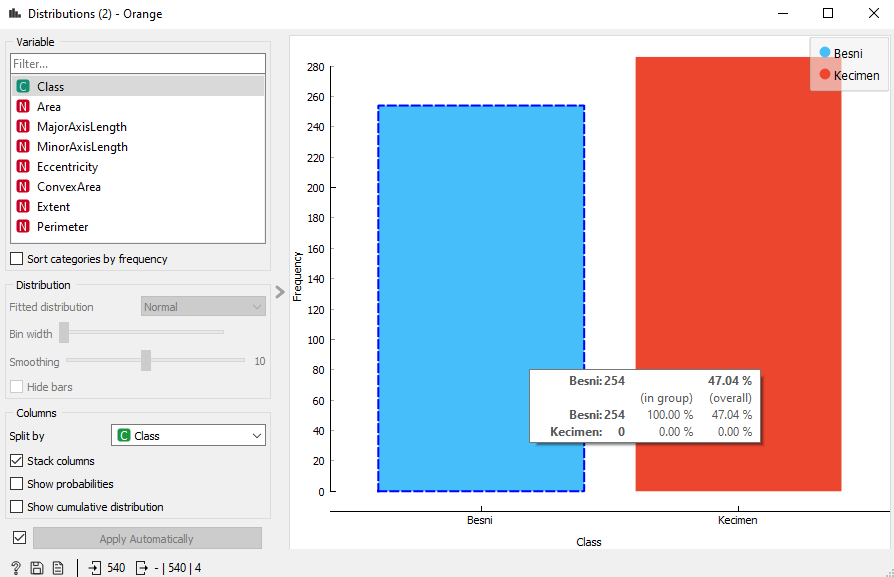 Distributions (2) - Orange
Variable
Filter...
C Class
N Area
N MajorAxisLength
N MinorAxisLength
N Eccentricity
N ConvexArea
N Extent
N Perimeter
Sort categories by frequency
Distribution
Fitted distribution Normal
Bin width
Smoothing 10
Hide bars
Columns
Split by C Class
Stack columns
Show probabilities
Show cumulative distribution
Apply Automatically
? 540 - | 540 | 4
Besni
Kecimen
280
260
240
220
200
180
160
140
120
100
80
60
40
20
0
Frequency
Besni: 254 47.04 %
(in group) (overall)
Besni: 254 100.00 % 47.04 %
Kecimen: 0 0.00 % 0.00 %
Besni Kecimen
Class